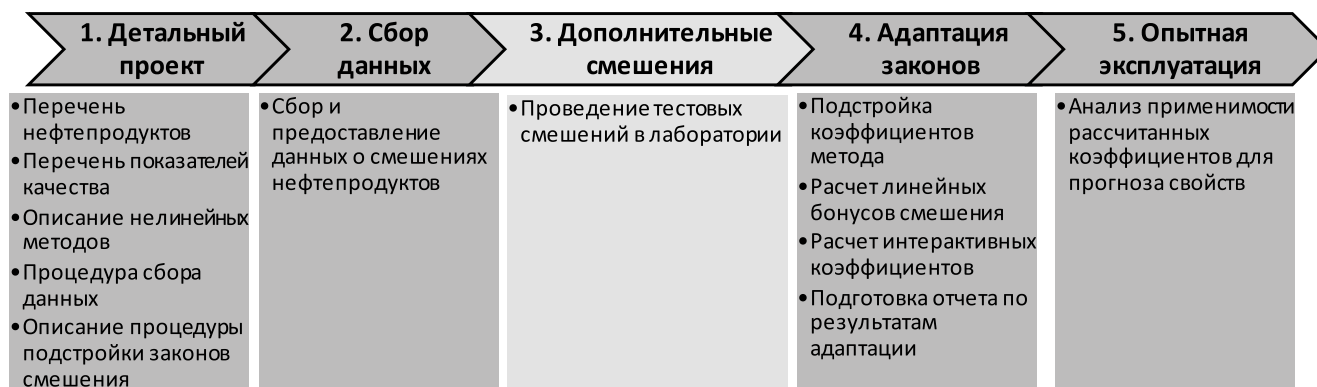 1. Детальный
проект
2. Сбор
данных
3. Дополнительные
смешения
4. Адаптация
законов
5. Опытная
эксплуатация
•Перечень
нефтепродуктов
•Перечень показателей
качества
•Описание нелинейных
методов
•Процедура сбора
данных
•Описание процедуры
подстройки законов
смешения
•Сбор и
предоставление
данных о смешениях
нефтепродуктов
•Проведение тестовых
смешений в лаборатории
•Подстройка
коэффициентов
метода
•Расчет линейных
бонусов смешения
•Расчет интерактивных
коэффициентов
•Подготовка отчета по
результатам
адаптации
•Анализ применимости
рассчитанных
коэффициентов для
прогноза свойств